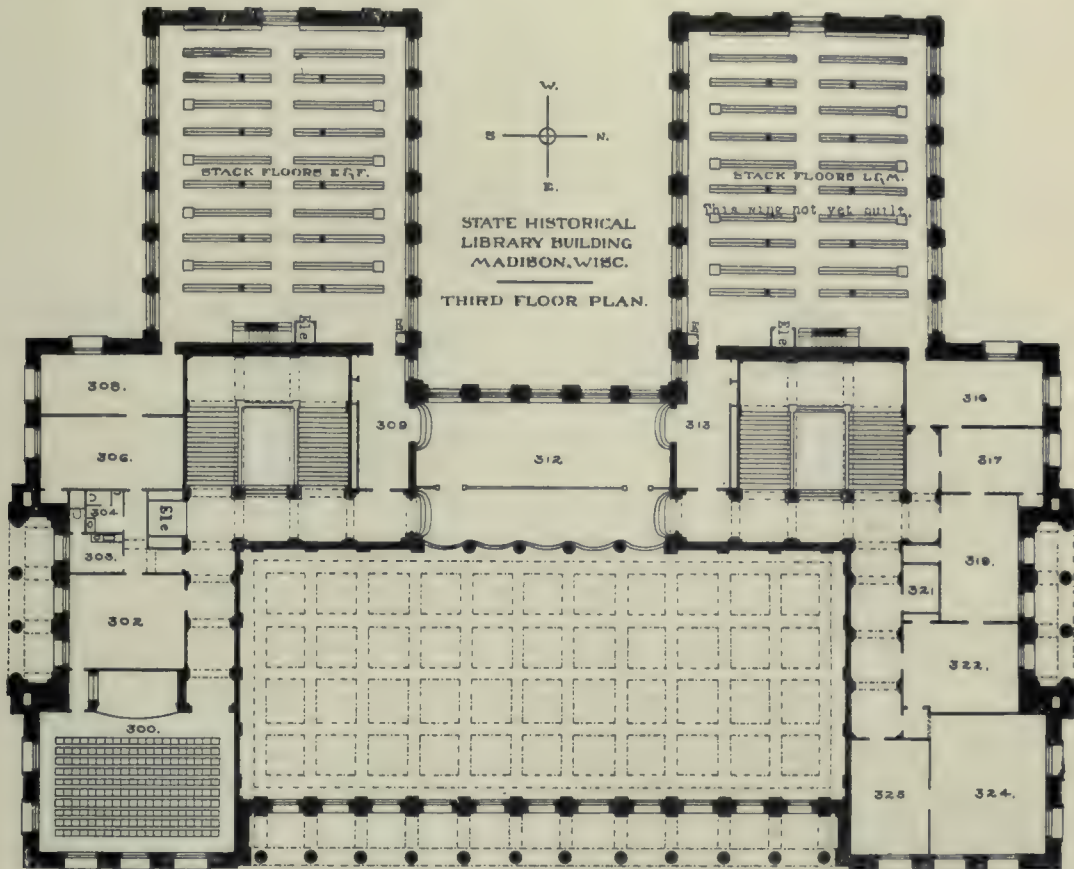 W.
S
N.
E.
STATE HISTORICAL
LIBRARY BUILDING
MADISON, WISC.
THIRD FLOOR PLAN.
STACK FLOORS E & F.
STACK FLOORS L & M.
This wing not yet built.
Ele
Ele
308.
306.
304
303.
Ele
302
300.
309
312
313
316
317
319.
321
322.
325
324.